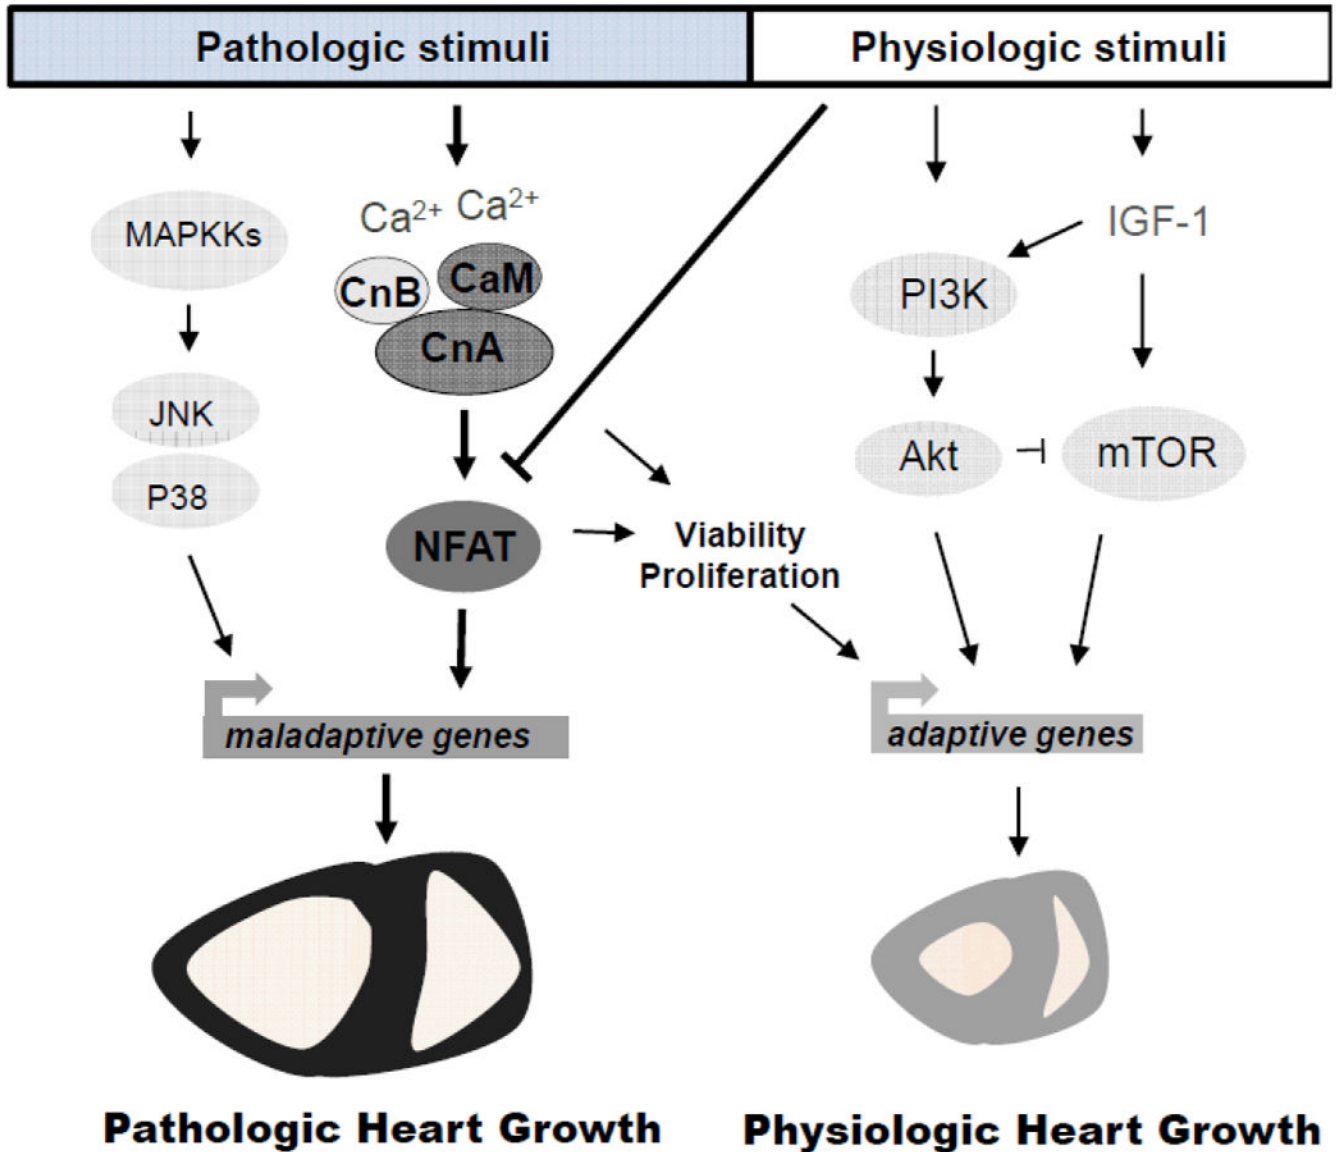 Pathologic stimuli
Physiologic stimuli
MAPKKs
Ca²⁺ Ca²⁺
IGF-1
CnB
CaM
PI3K
CnA
JNK
Akt
mTOR
P38
NFAT
Viability
Proliferation
maladaptive genes
adaptive genes
Pathologic Heart Growth
Physiologic Heart Growth